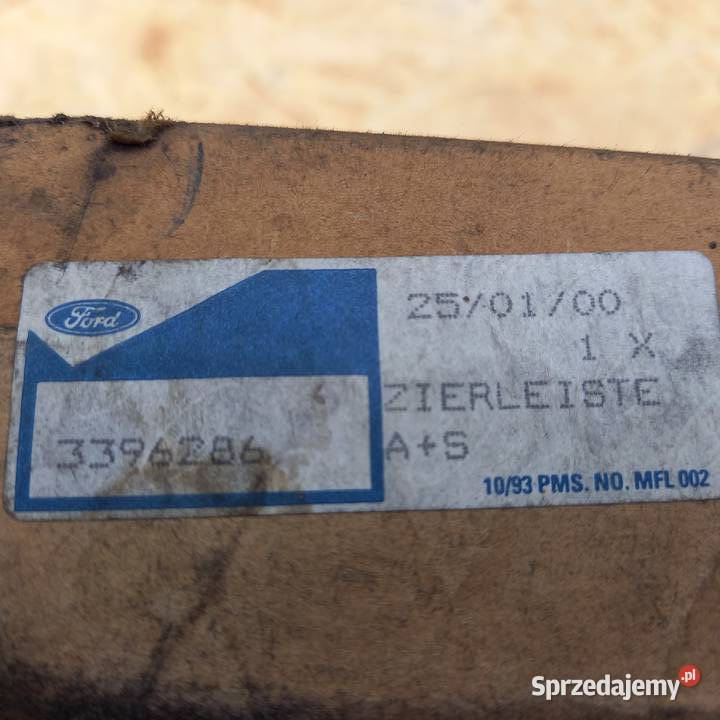 Ford
25/01/00
1 X
ZIERLEISTE
3396286
A+S
10/93 PMS. NO. MFL 002
Sprzedajemy.pl